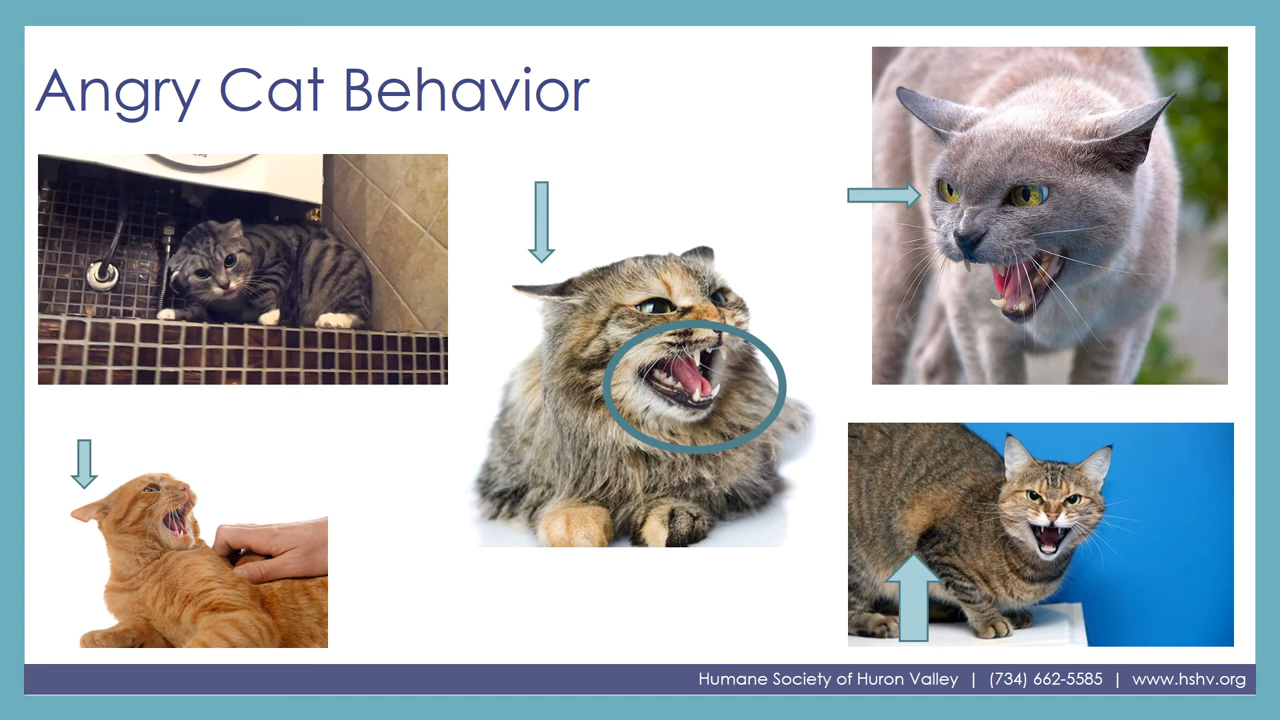 Angry Cat Behavior
Humane Society of Huron Valley | (734) 662-5585 | www.hshv.org